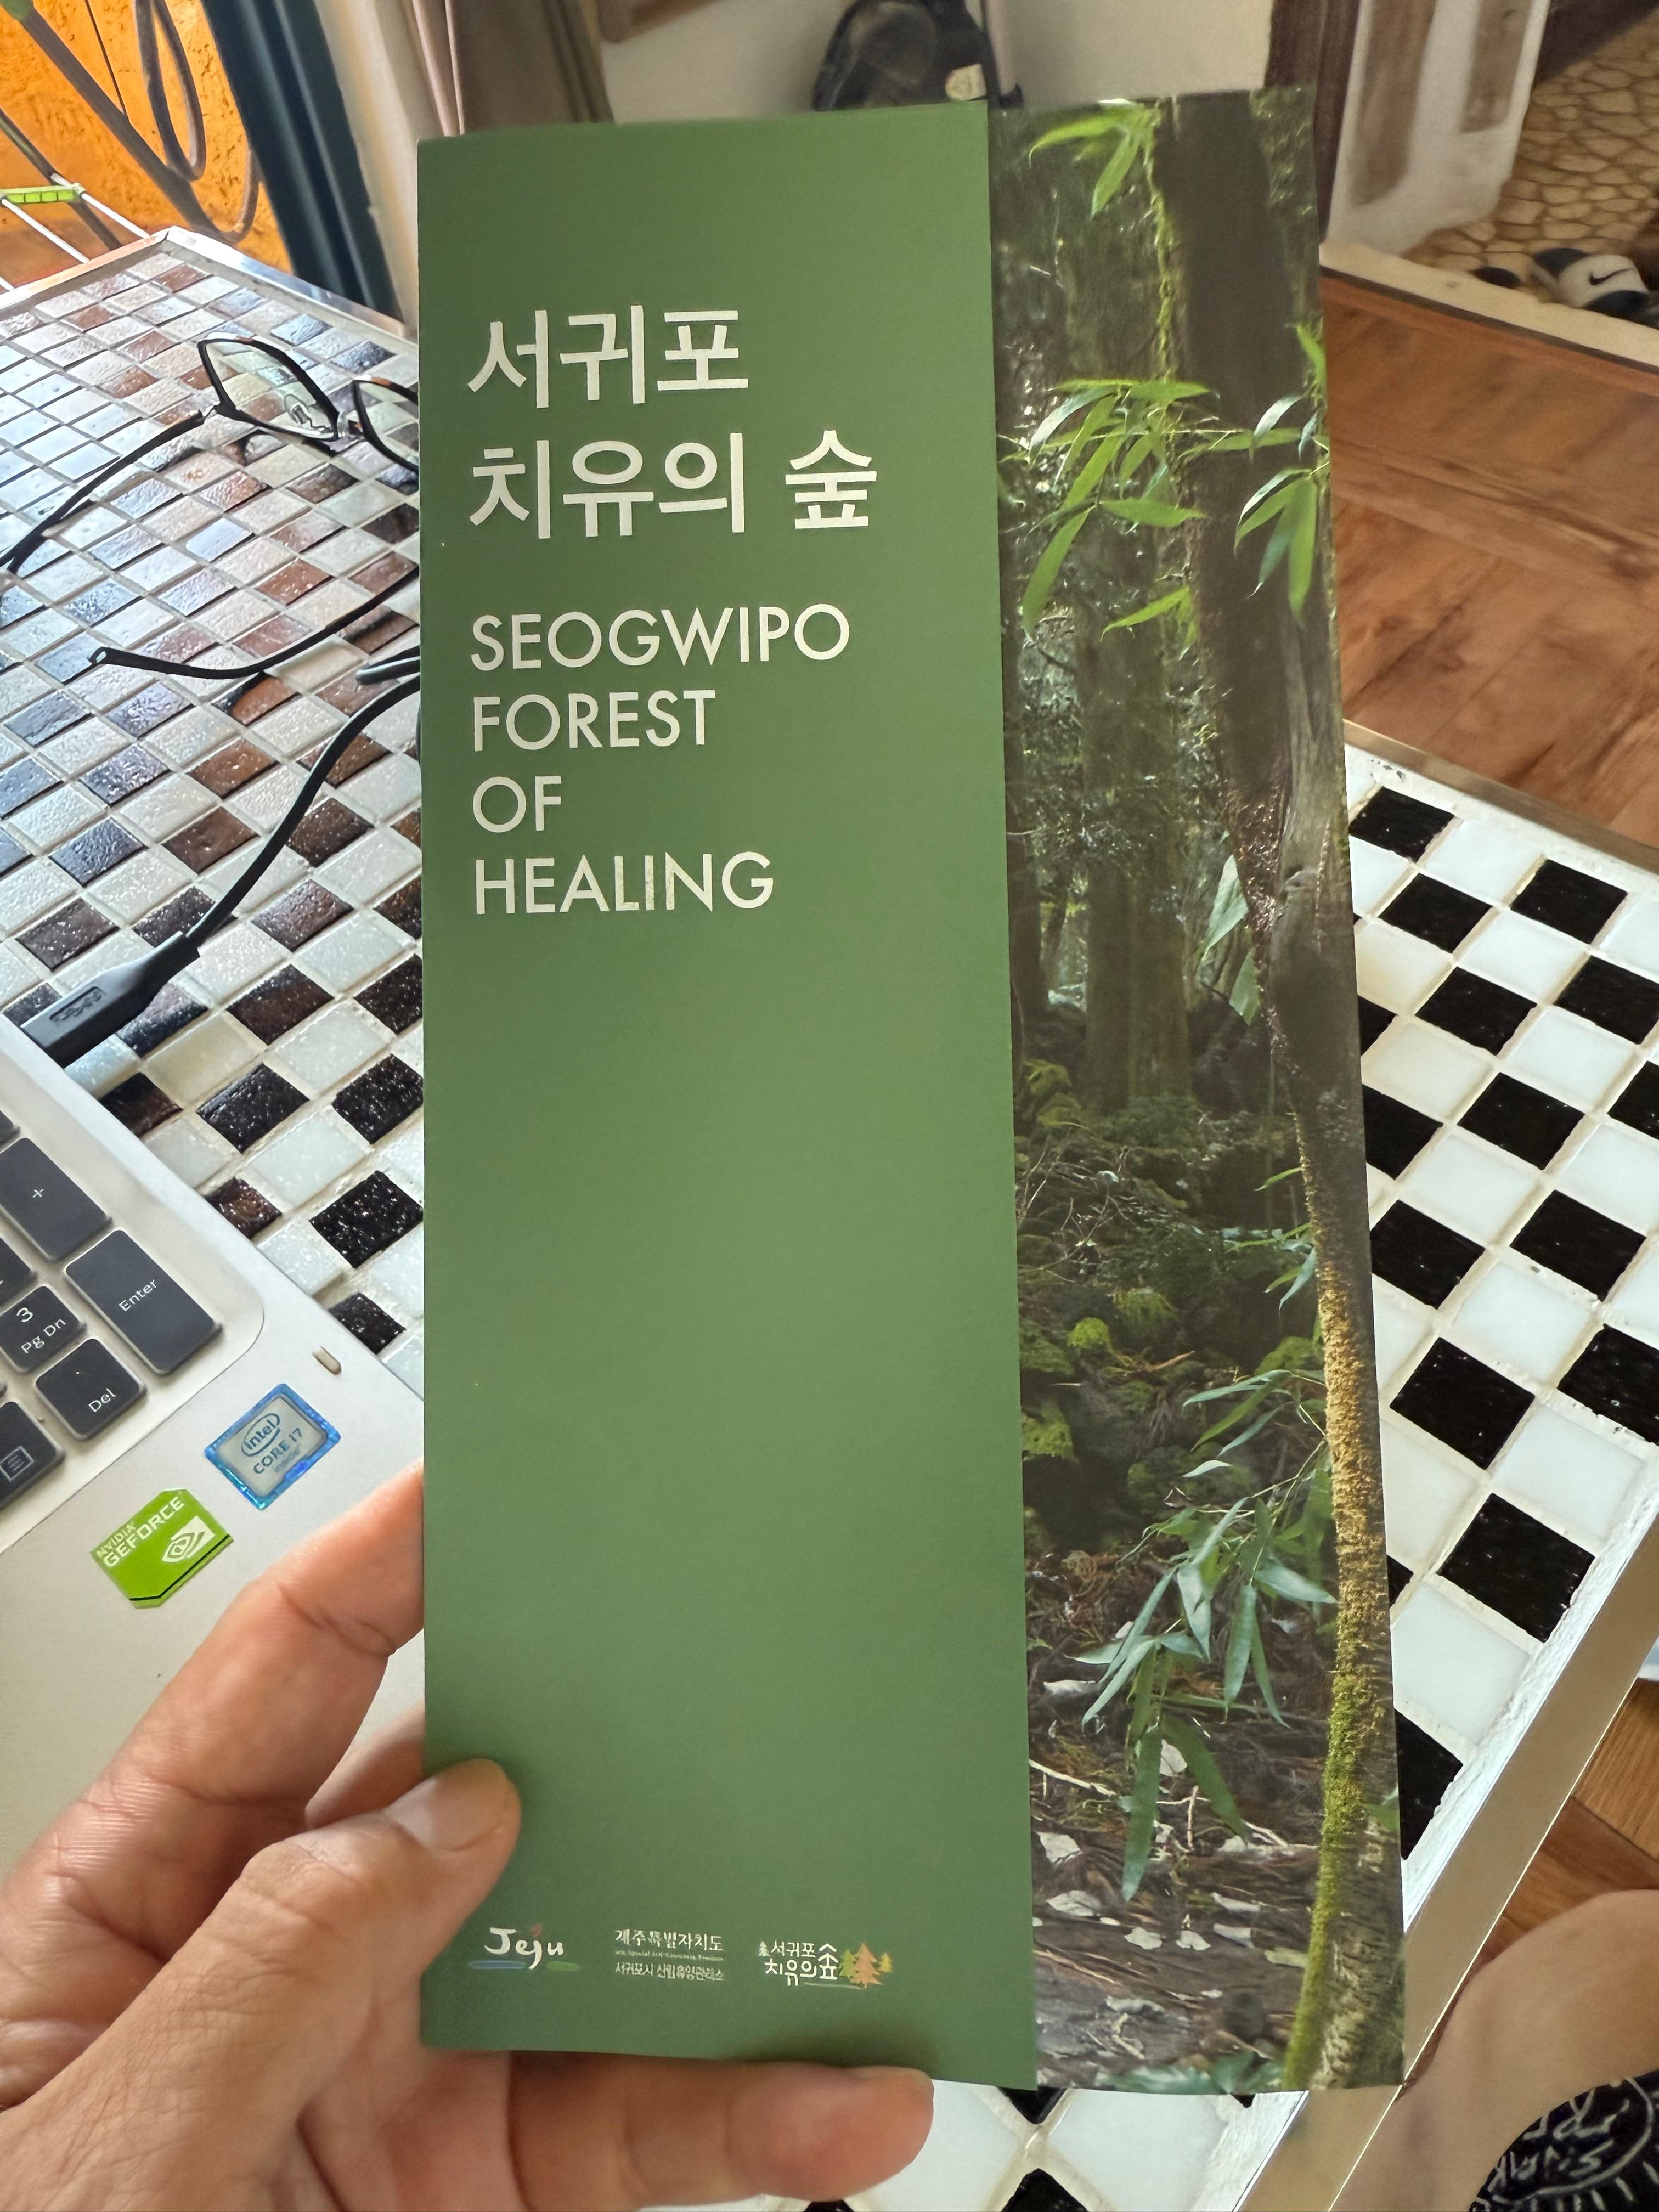 서귀포
치유의 숲
SEOGWIPO
FOREST
OF
HEALING
Jeju
제주특별자치도
서귀포시 산림휴양관리소
서귀포
치유의숲
+
Enter
3
Pg Dn
Del
intel
CORE i7
NVIDIA
GEFORCE